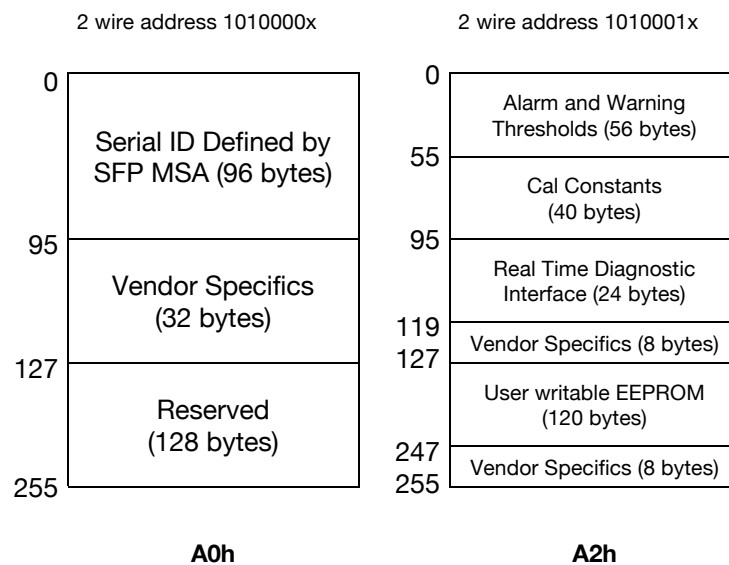 2 wire address 1010000x
0
Serial ID Defined by
SFP MSA (96 bytes)
95
Vendor Specifics
(32 bytes)
127
Reserved
(128 bytes)
255
A0h
2 wire address 1010001x
0
Alarm and Warning
Thresholds (56 bytes)
55
Cal Constants
(40 bytes)
95
Real Time Diagnostic
Interface (24 bytes)
119
Vendor Specifics (8 bytes)
127
User writable EEPROM
(120 bytes)
247
Vendor Specifics (8 bytes)
255
A2h